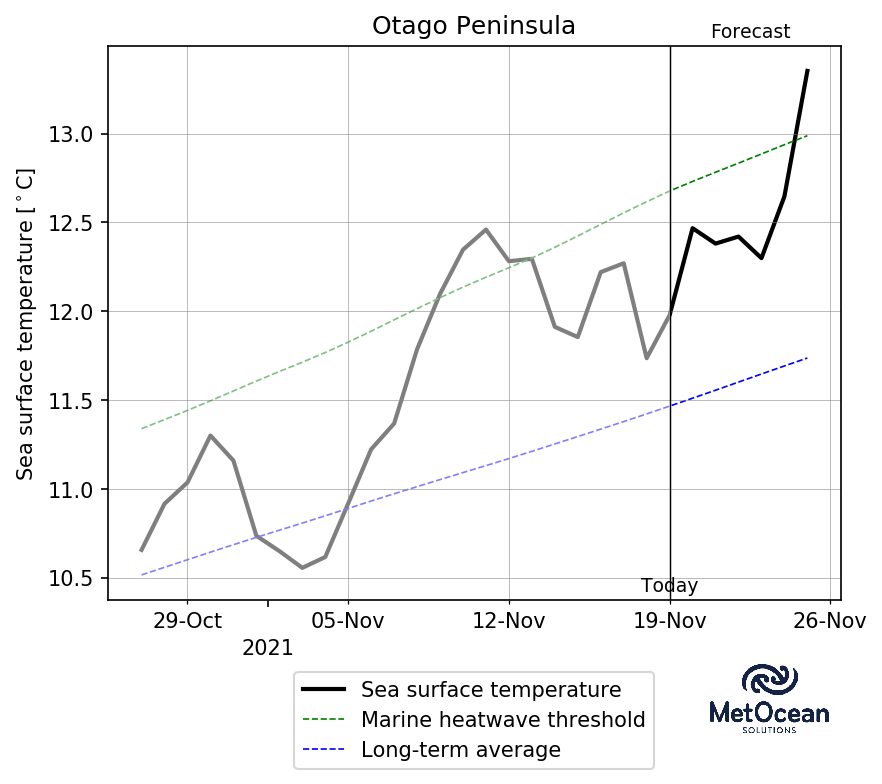 Otago Peninsula
Forecast
Sea surface temperature [°C]
13.0
12.5
12.0
11.5
11.0
10.5
Today
29-Oct 05-Nov 12-Nov 19-Nov 26-Nov
2021
Sea surface temperature
Marine heatwave threshold
Long-term average
MetOcean
SOLUTIONS